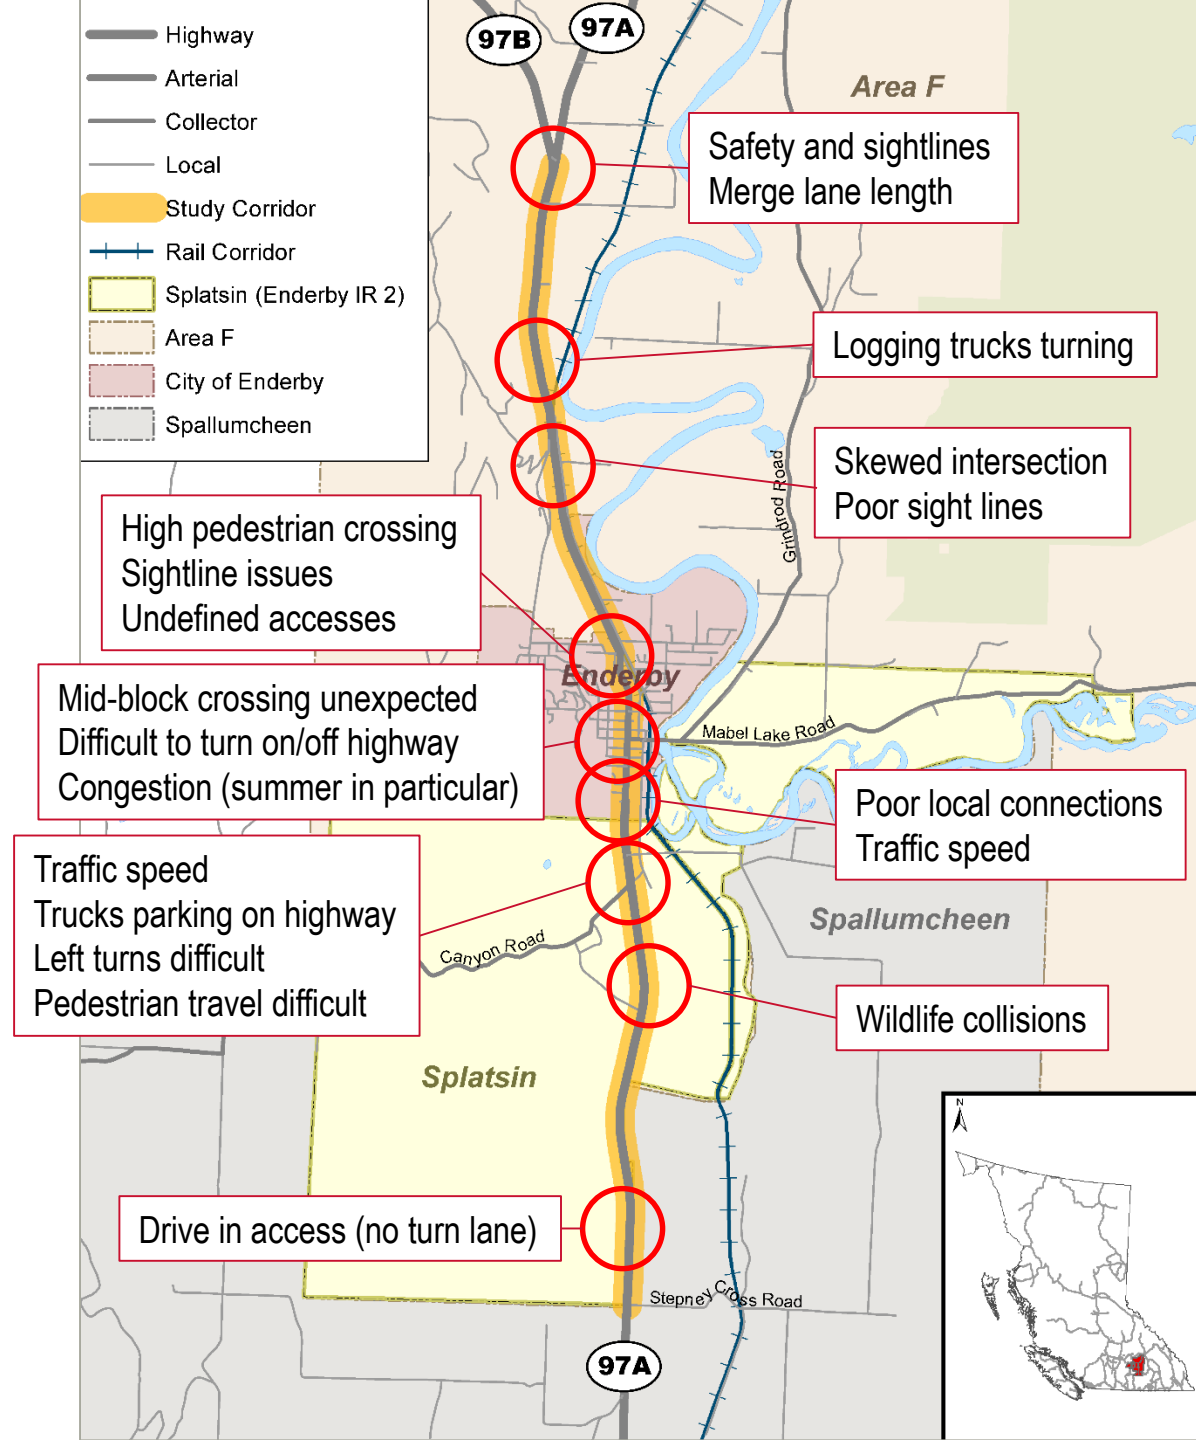 Highway
Arterial
Collector
Local
Study Corridor
Rail Corridor
Splatsin (Enderby IR 2)
Area F
City of Enderby
Spallumcheen
97B
97A
Area F
Safety and sightlines
Merge lane length
Logging trucks turning
Skewed intersection
Poor sight lines
Grindrod Road
High pedestrian crossing
Sightline issues
Undefined accesses
Enderby
Mid-block crossing unexpected
Difficult to turn on/off highway
Congestion (summer in particular)
Mabel Lake Road
Poor local connections
Traffic speed
Traffic speed
Trucks parking on highway
Left turns difficult
Pedestrian travel difficult
Spallumcheen
Canyon Road
Wildlife collisions
Splatsin
Drive in access (no turn lane)
Stepney Cross Road
97A
N